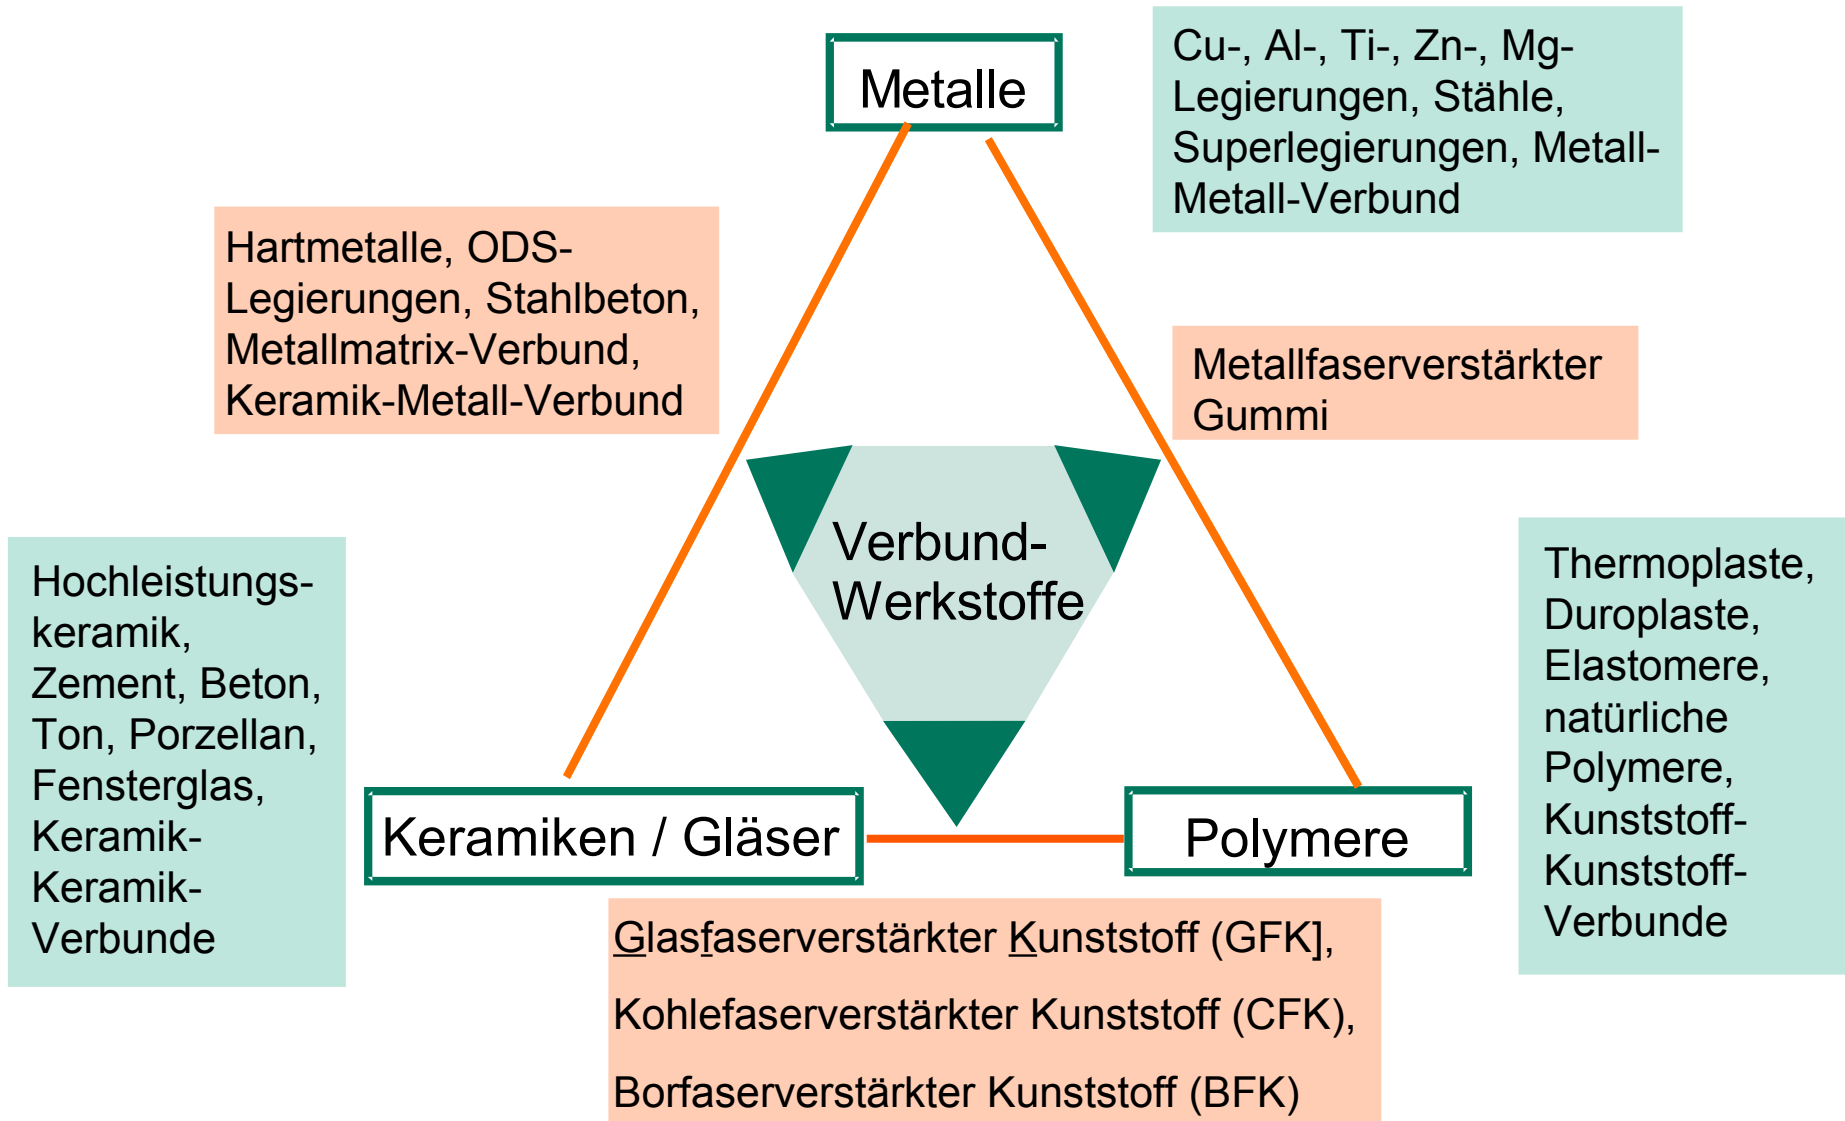 Metalle
Cu-, Al-, Ti-, Zn-, Mg-
Legierungen, Stähle,
Superlegierungen, Metall-
Metall-Verbund
Hartmetalle, ODS-
Legierungen, Stahlbeton,
Metallmatrix-Verbund,
Keramik-Metall-Verbund
Metallfaserverstärkter
Gummi
Verbund-
Werkstoffe
Hochleistungs-
keramik,
Zement, Beton,
Ton, Porzellan,
Fensterglas,
Keramik-
Keramik-
Verbunde
Thermoplaste,
Duroplaste,
Elastomere,
natürliche
Polymere,
Kunststoff-
Kunststoff-
Verbunde
Keramiken / Gläser
Polymere
Glasfaserverstärkter Kunststoff (GFK],
Kohlefaserverstärkter Kunststoff (CFK),
Borfaserverstärkter Kunststoff (BFK)